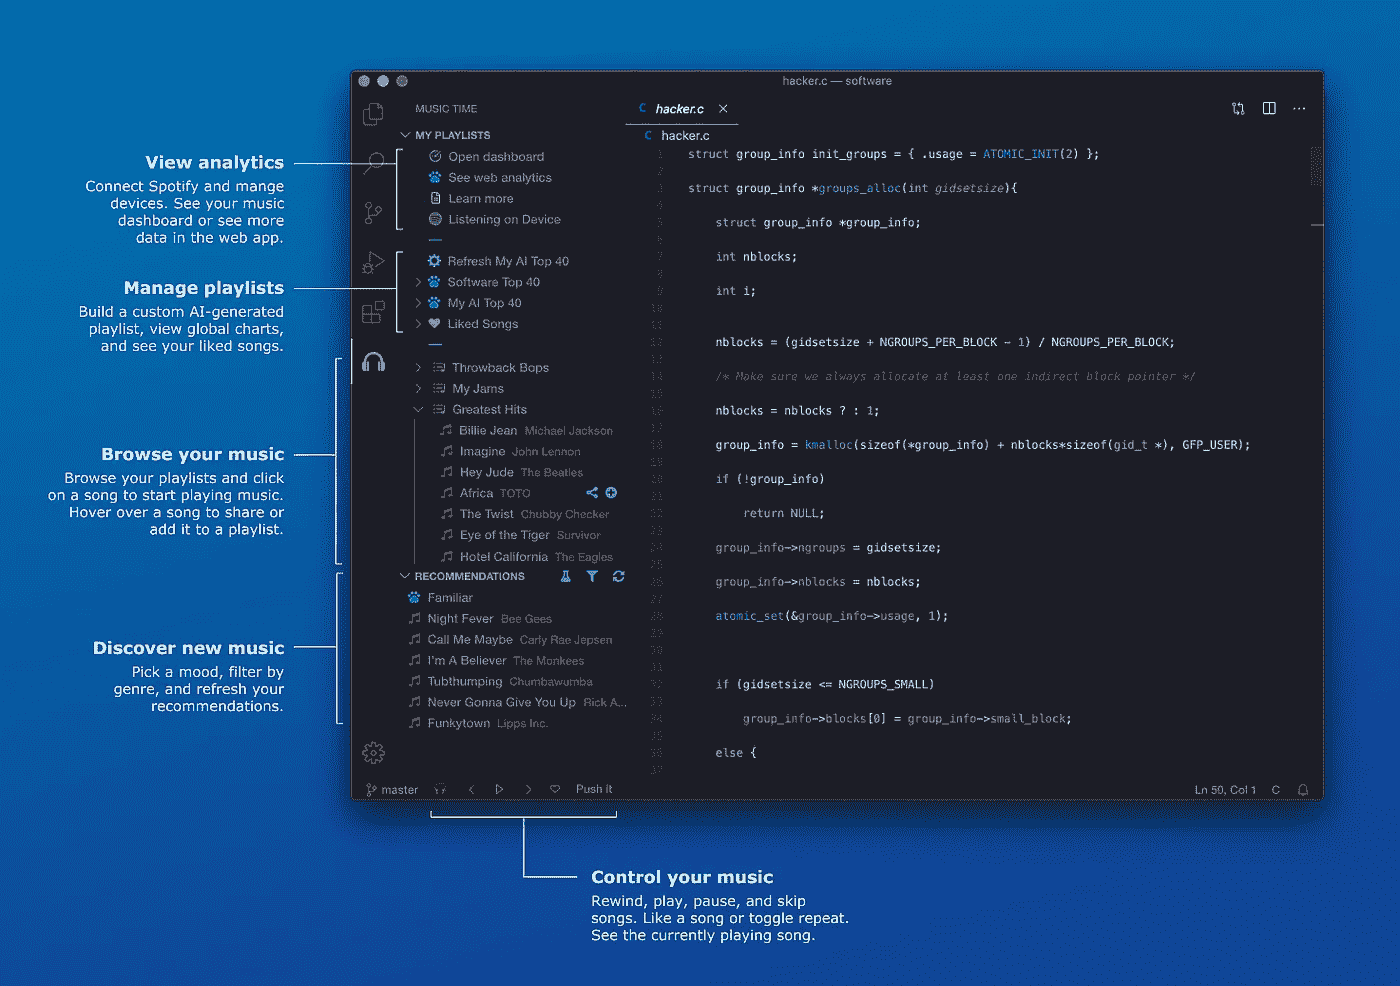 hacker.c — software
MUSIC TIME
hacker.c
MY PLAYLISTS
hacker.c
View analytics
Connect Spotify and mange
devices. See your music
dashboard or see more
data in the web app.
Manage playlists
Build a custom AI-generated
playlist, view global charts,
and see your liked songs.
Browse your music
Browse your playlists and click
on a song to start playing music.
Hover over a song to share or
add it to a playlist.
Discover new music
Pick a mood, filter by
genre, and refresh your
recommendations.
Open dashboard
See web analytics
Learn more
Listening on Device
Refresh My AI Top 40
Software Top 40
My AI Top 40
Liked Songs
Throwback Bops
My Jams
Greatest Hits
Billie Jean Michael Jackson
Imagine John Lennon
Hey Jude The Beatles
Africa TOTO
The Twist Chubby Checker
Eye of the Tiger Survivor
Hotel California The Eagles
RECOMMENDATIONS
Familiar
Night Fever Bee Gees
Call Me Maybe Carly Rae Jepsen
I'm A Believer The Monkees
Tubthumping Chumbawumba
Never Gonna Give You Up Rick A...
Funkytown Lipps Inc.
struct group_info init_groups = { .usage = ATOMIC_INIT(2) };
struct group_info *groups_alloc(int gidsetsize){
struct group_info *group_info;
int nblocks;
int i;
nblocks = (gidsetsize + NGROUPS_PER_BLOCK - 1) / NGROUPS_PER_BLOCK;
/* Make sure we always allocate at least one indirect block pointer */
nblocks = nblocks ? : 1;
group_info = kmalloc(sizeof(*group_info) + nblocks*sizeof(gid_t *), GFP_USER);
if (!group_info)
return NULL;
group_info->ngroups = gidsetsize;
group_info->nblocks = nblocks;
atomic_set(&group_info->usage, 1);
if (gidsetsize <= NGROUPS_SMALL)
group_info->blocks[0] = group_info->small_block;
else {
master
Push it
Ln 50, Col 1
C
Control your music
Rewind, play, pause, and skip
songs. Like a song or toggle repeat.
See the currently playing song.